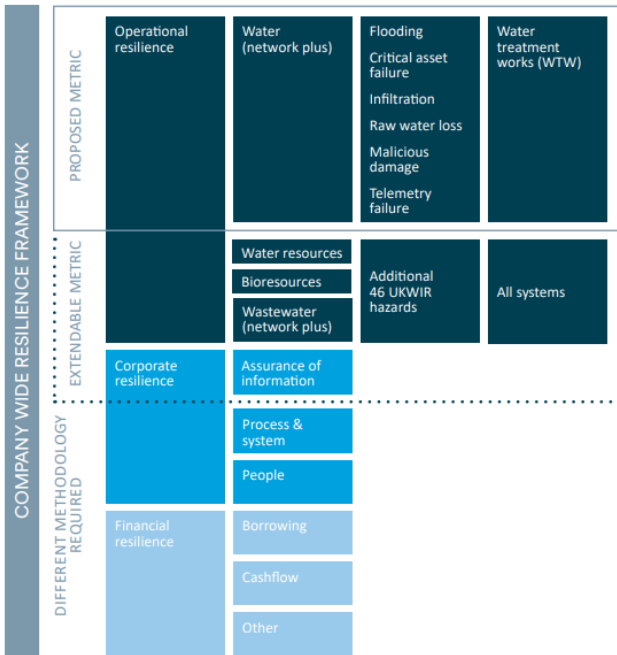 COMPANY WIDE RESILIENCE FRAMEWORK
PROPOSED METRIC
Operational
resilience
Water
(network plus)
Flooding
Critical asset
failure
Infiltration
Raw water loss
Malicious
damage
Telemetry
failure
Water
treatment
works (WTW)
EXTENDABLE METRIC
Water resources
Bioresources
Wastewater
(network plus)
Additional
46 UKWIR
hazards
All systems
Corporate
resilience
Assurance of
information
DIFFERENT METHODOLOGY
REQUIRED
Process &
system
People
Financial
resilience
Borrowing
Cashflow
Other